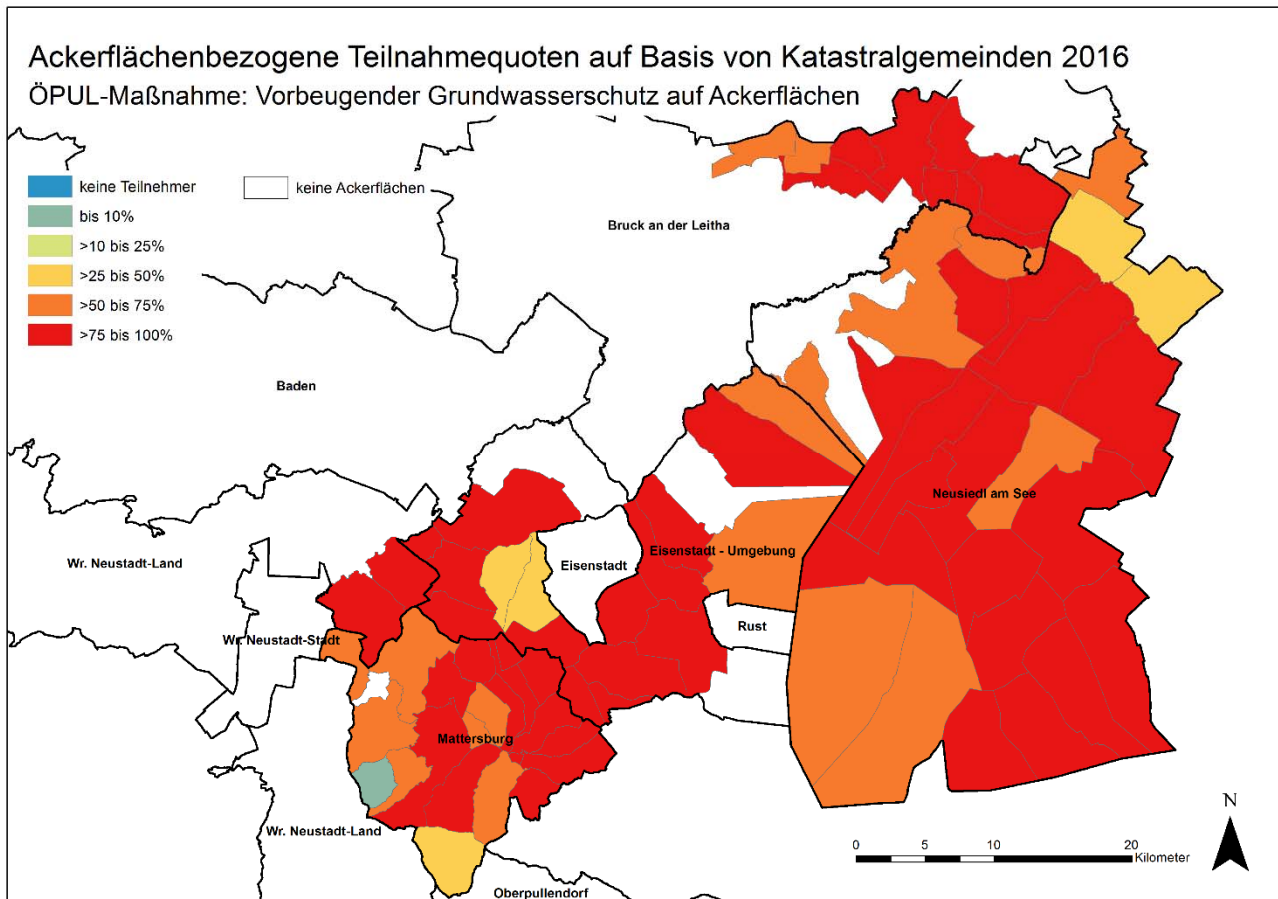 Ackerflächenbezogene Teilnahmequoten auf Basis von Katastralgemeinden 2016
ÖPUL-Maßnahme: Vorbeugender Grundwasserschutz auf Ackerflächen
keine Teilnehmer
keine Ackerflächen
bis 10%
>10 bis 25%
>25 bis 50%
>50 bis 75%
>75 bis 100%
Bruck an der Leitha
Baden
Neusiedl am See
Wr. Neustadt-Land
Eisenstadt
Eisenstadt - Umgebung
Rust
Wr. Neustadt-Stadt
Mattersburg
Wr. Neustadt-Land
Oberpullendorf
N
0 5 10 20
Kilometer